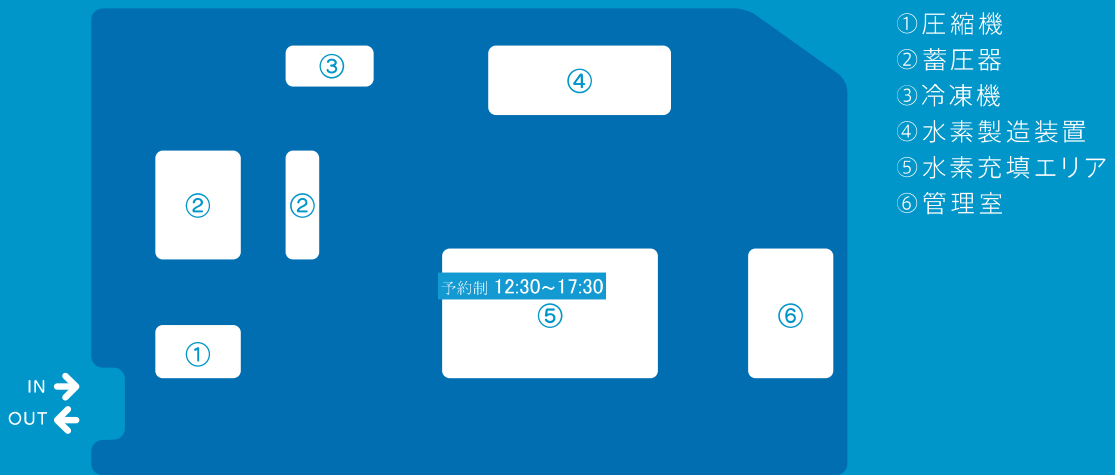 ③
④
②
②
予約制 12:30~17:30
⑤
⑥
①
IN
OUT
①圧縮機
②蓄圧器
③冷凍機
④水素製造装置
⑤水素充填エリア
⑥管理室